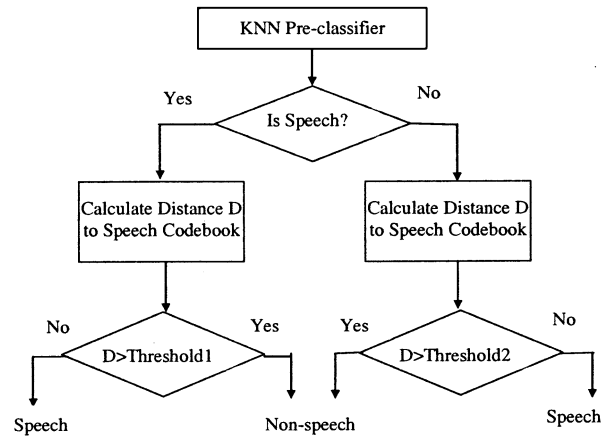 KNN Pre-classifier
Yes
No
Is Speech?
Calculate Distance D
to Speech Codebook
Calculate Distance D
to Speech Codebook
No
Yes
Yes
No
D>Threshold1
D>Threshold2
Speech
Non-speech
Speech